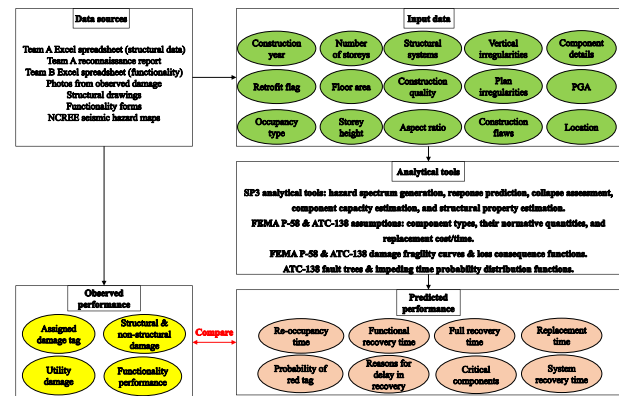 Data sources
Team A Excel spreadsheet (structural data)
Team A reconnaissance report
Team B Excel spreadsheet (functionality)
Photos from observed damage
Structural drawings
Functionality forms
NCREE seismic hazard maps
Input data
Construction
year
Number
of storeys
Structural
systems
Vertical
irregularities
Component
details
Retrofit flag
Floor area
Construction
quality
Plan
irregularities
PGA
Occupancy
type
Storey
height
Aspect ratio
Construction
flaws
Location
Analytical tools
SP3 analytical tools: hazard spectrum generation, response prediction, collapse assessment,
component capacity estimation, and structural property estimation.
FEMA P-58 & ATC-138 assumptions: component types, their normative quantities, and
replacement cost/time.
FEMA P-58 & ATC-138 damage fragility curves & loss consequence functions.
ATC-138 fault trees & impeding time probability distribution functions.
Observed
performance
Assigned
damage tag
Structural &
non-structural
damage
Utility
damage
Functionality
performance
Compare
Predicted
performance
Re-occupancy
time
Functional
recovery time
Full recovery
time
Replacement
time
Probability of
red tag
Reasons for
delay in
recovery
Critical
components
System
recovery time